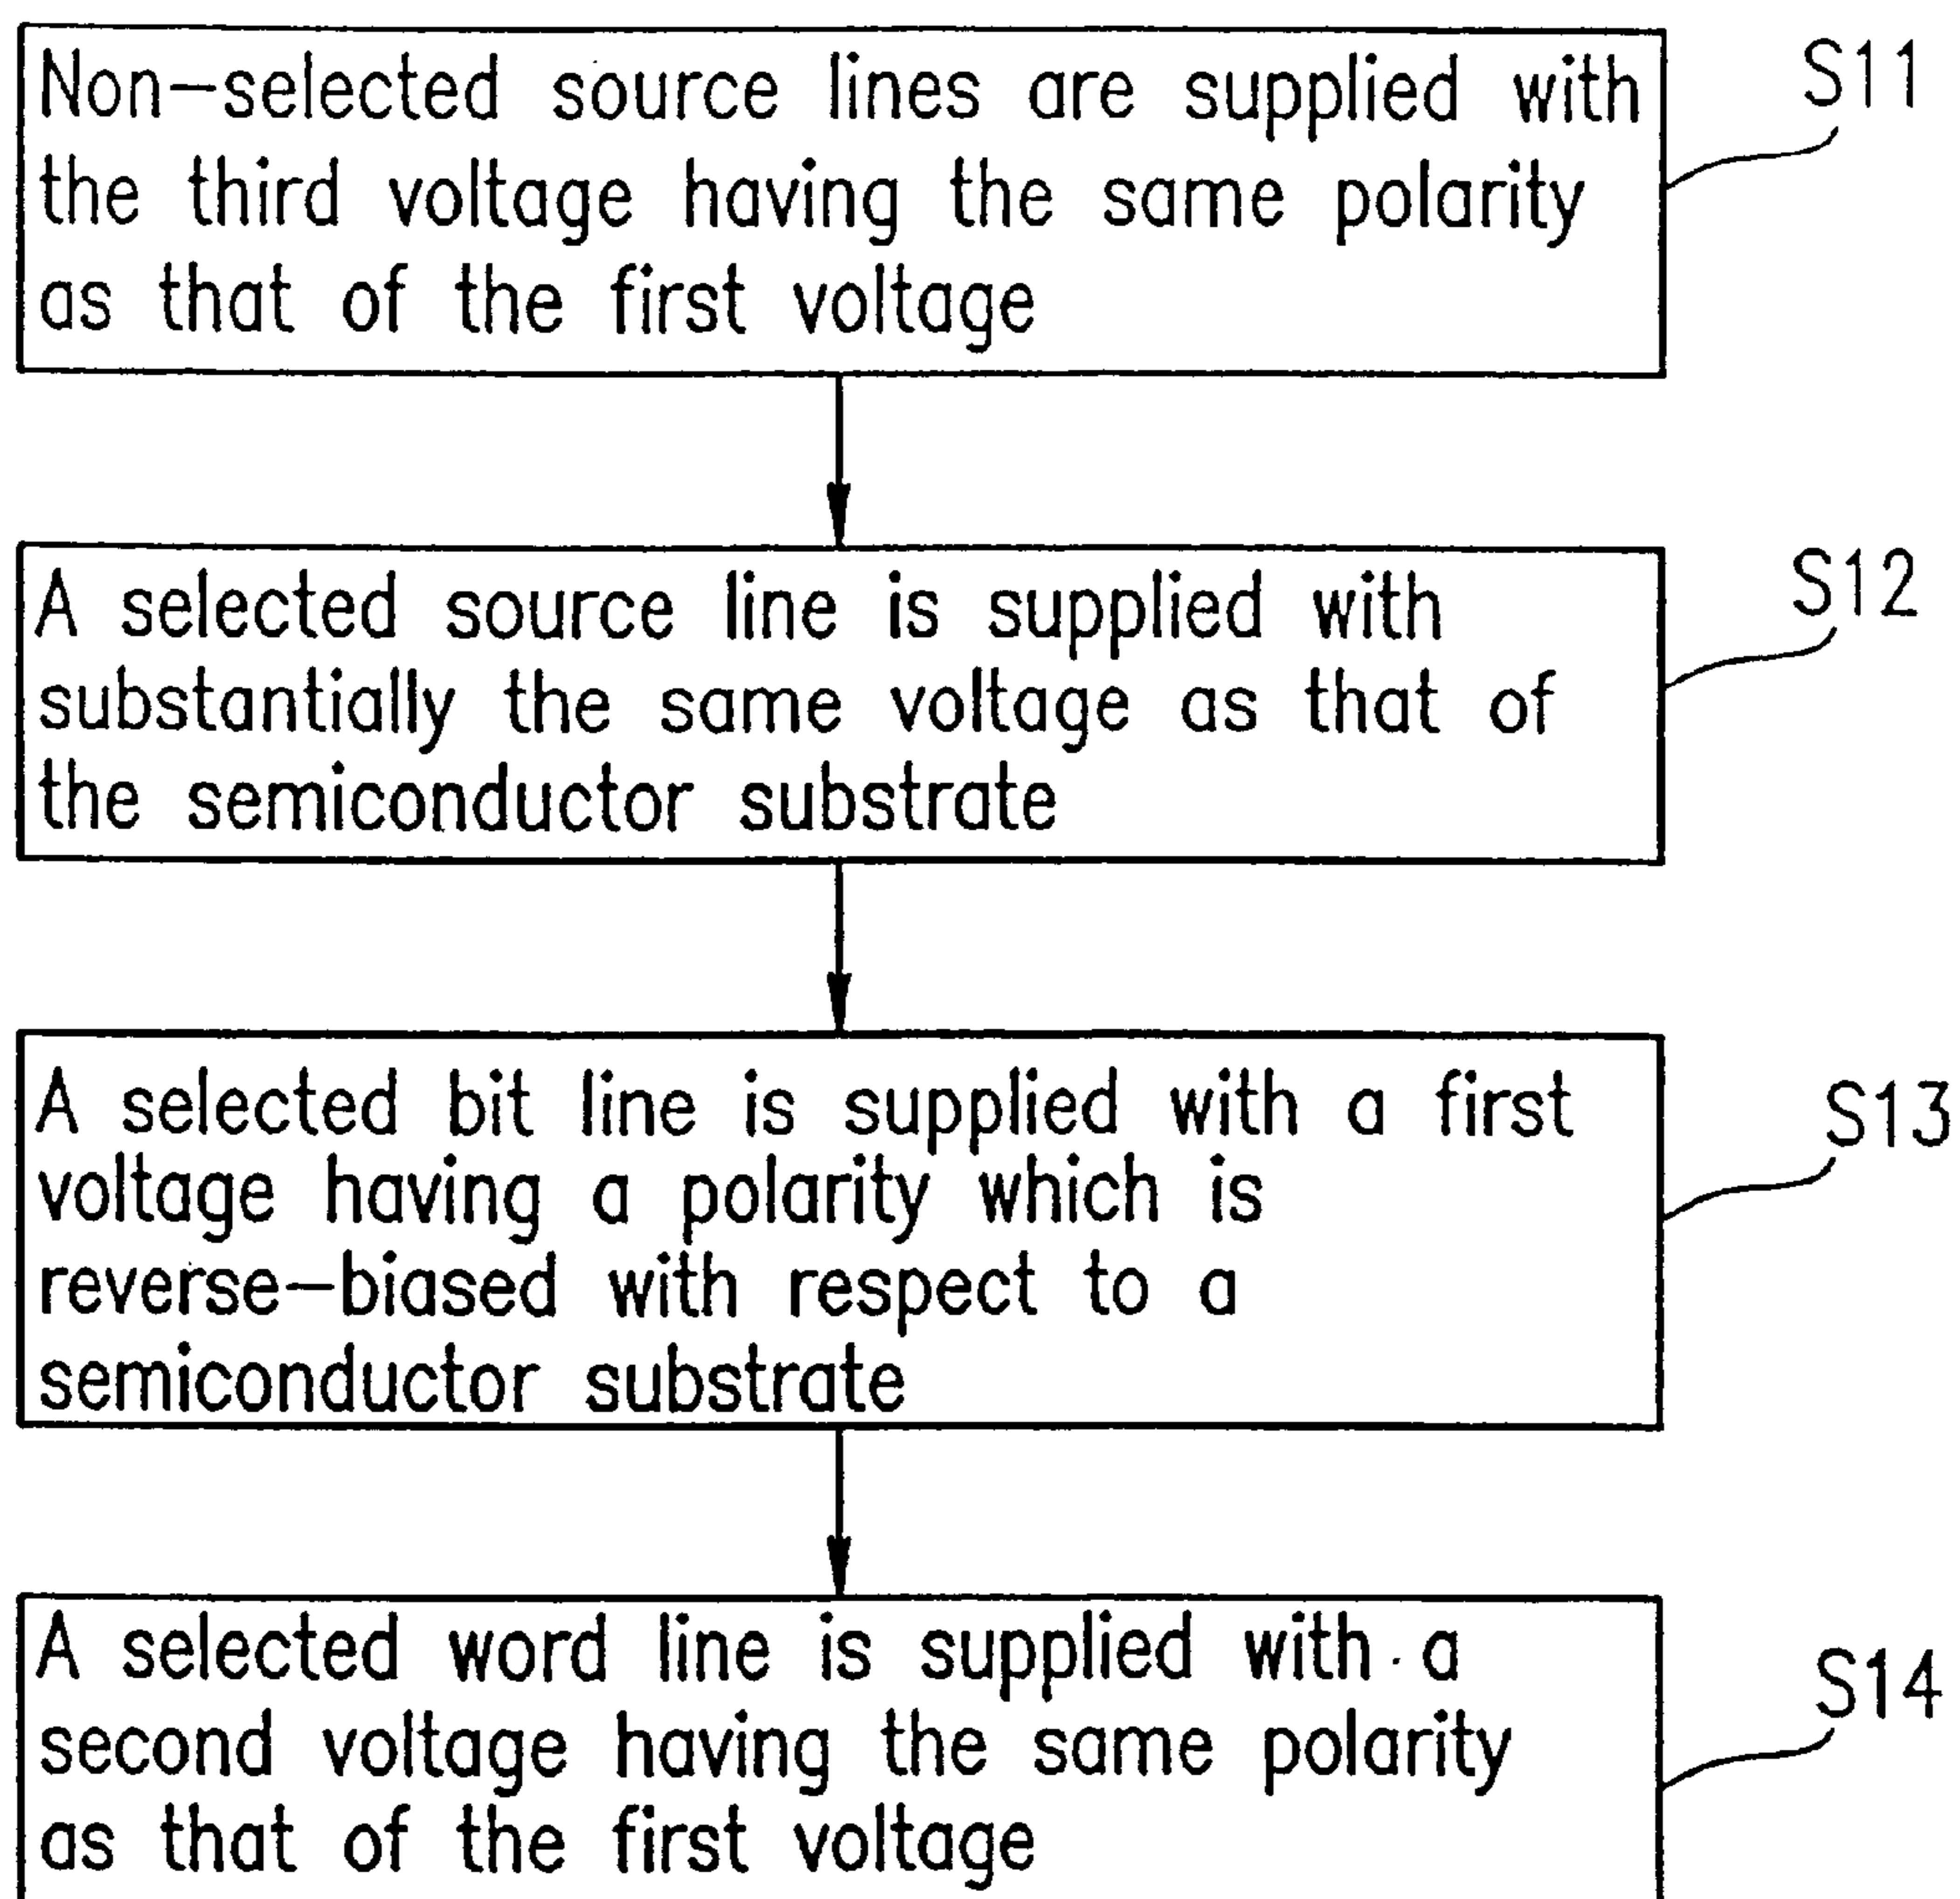 Non-selected source lines are supplied with
the third voltage having the same polarity
as that of the first voltage
S11
A selected source line is supplied with
substantially the same voltage as that of
the semiconductor substrate
S12
A selected bit line is supplied with a first
voltage having a polarity which is
reverse-biased with respect to a
semiconductor substrate
S13
A selected word line is supplied with a
second voltage having the same polarity
as that of the first voltage
S14